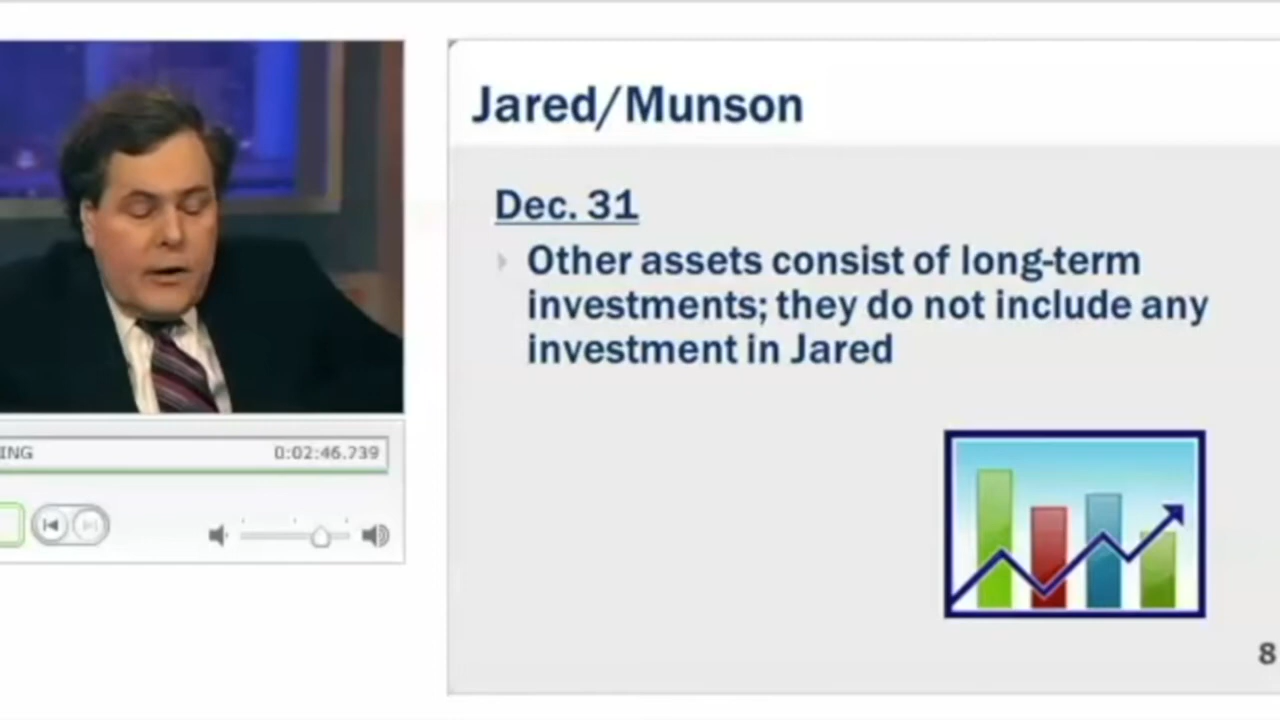 Jared/Munson
Dec. 31
Other assets consist of long-term
investments; they do not include any
investment in Jared
ING
0:02:46.739
8